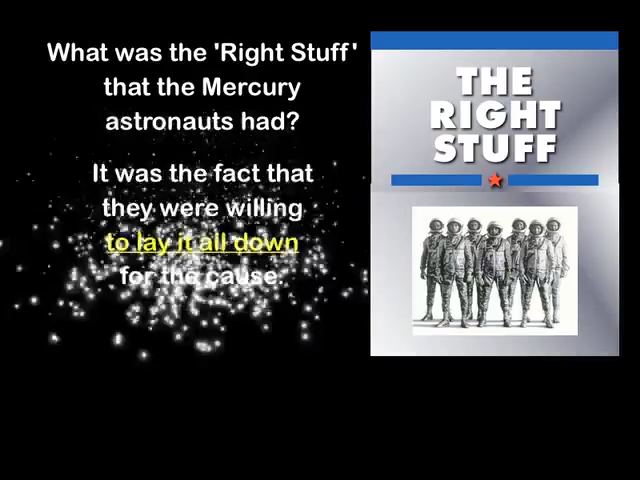 What was the 'Right Stuff'
that the Mercury
astronauts had?
It was the fact that
they were willing
to lay it all down
for the cause.
THE
RIGHT
STUFF